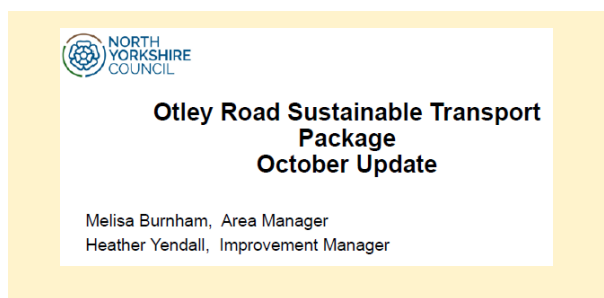 NORTH
YORKSHIRE
COUNCIL
Otley Road Sustainable Transport
Package
October Update
Melisa Burnham, Area Manager
Heather Yendall, Improvement Manager